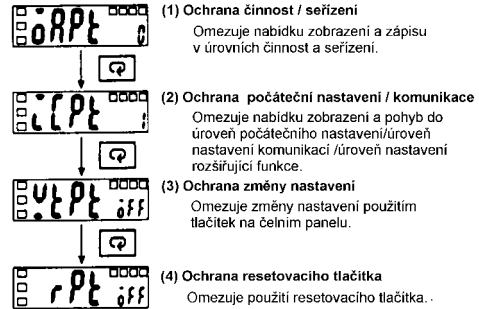 oAPt 0
(1) Ochrana činnost / seřízení
Omezuje nabídku zobrazení a zápisu
v úrovních činnost a seřízení.
iCPt 1
(2) Ochrana počáteční nastavení / komunikace
Omezuje nabídku zobrazení a pohyb do
úroveň počátečního nastavení/úroveň
nastavení komunikací /úroveň nastavení
rozšiřující funkce.
WtPt oFF
(3) Ochrana změny nastavení
Omezuje změny nastavení použitím
tlačítek na čelním panelu.
rPt oFF
(4) Ochrana resetovacího tlačítka
Omezuje použití resetovacího tlačítka.